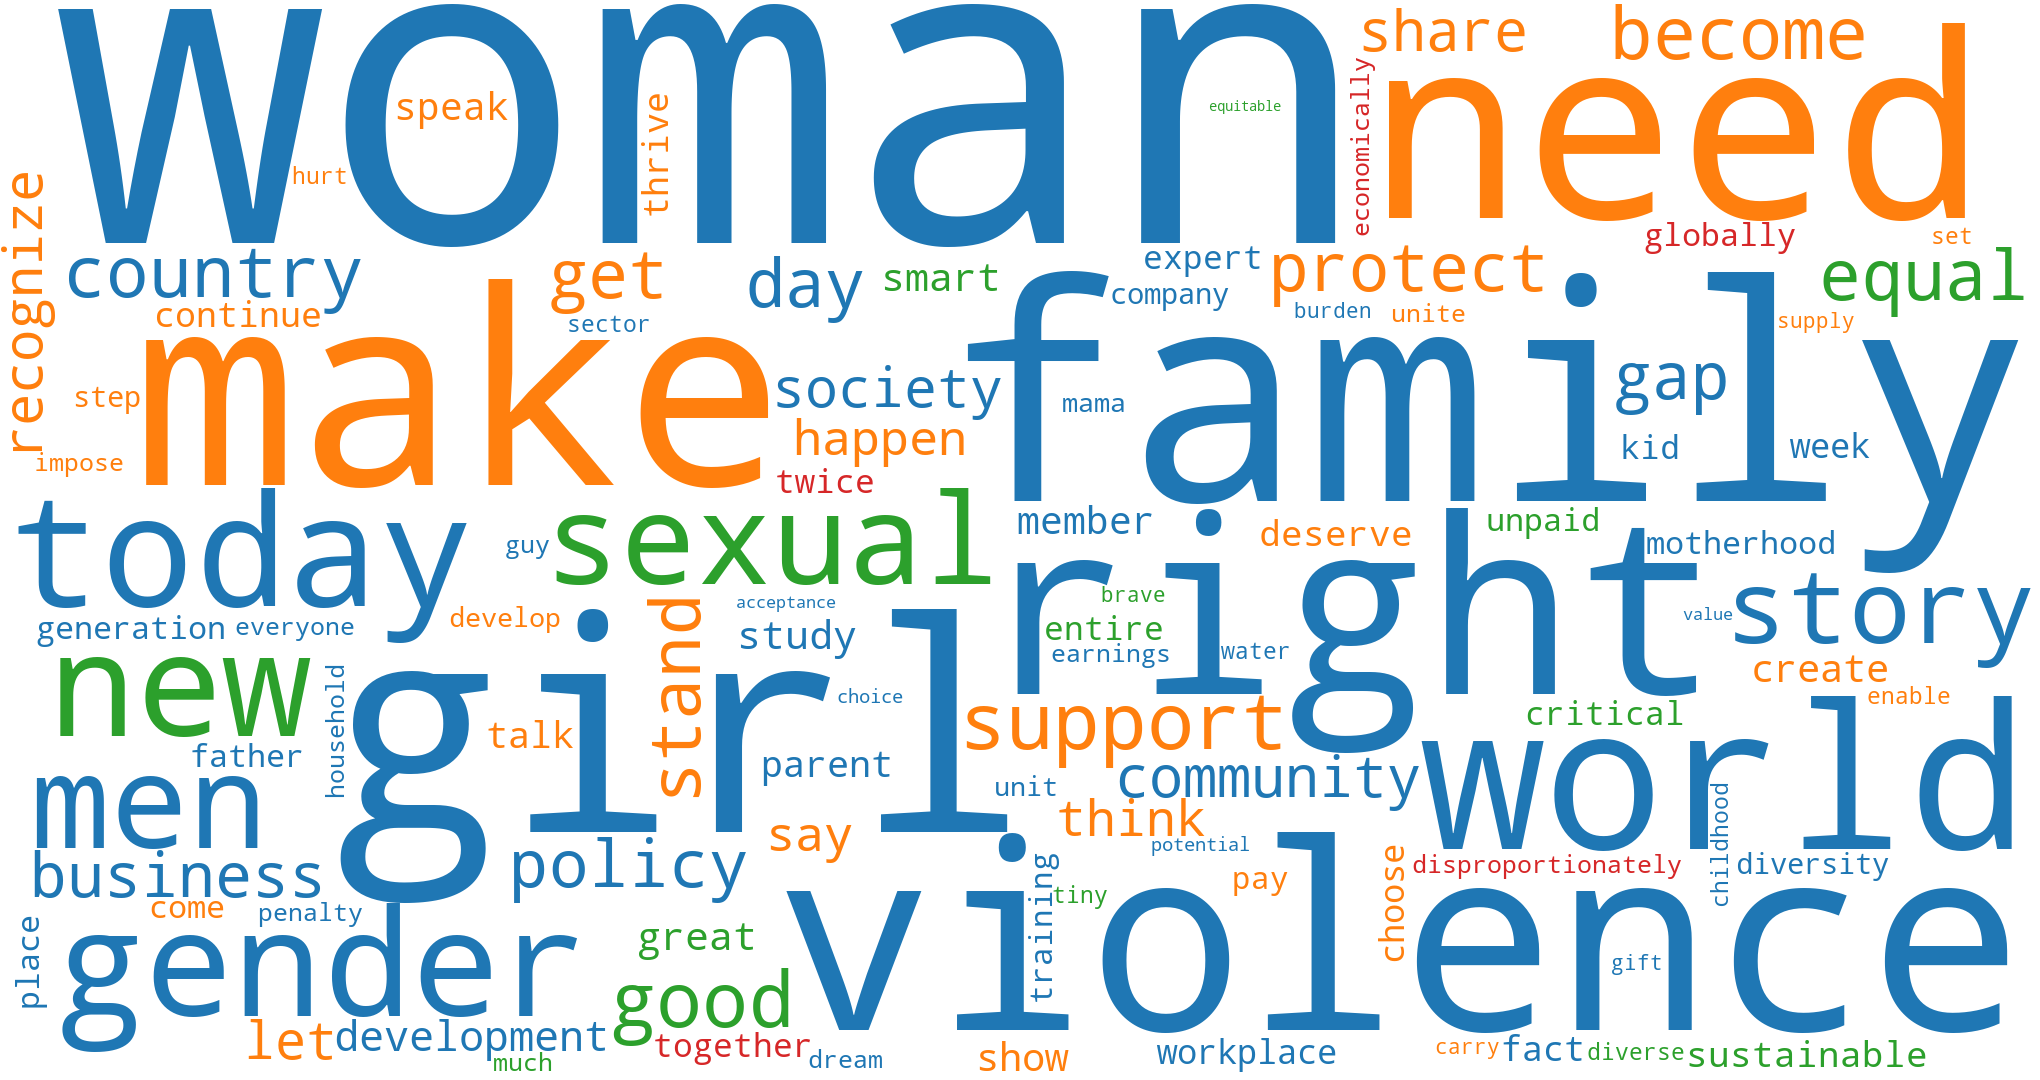 woman
share
become
need
speak
thrive
equitable
economically
hurt
recognize
country
get
day
smart
expert
company
protect
globally
set
equal
continue
sector
burden
unite
supply
make
family
society
gap
step
mama
happen
kid
week
impose
twice
today
sexual
member
deserve
unpaid
motherhood
guy
right
story
generation
everyone
develop
stand
acceptance
study
brave
entire
earnings
water
value
create
new
household
girl
choice
enable
father
talk
parent
support
critical
world
men
unit
community
childhood
say
think
potential
business
policy
training
tiny
pay
choose
disproportionately
diversity
come
penalty
violence
place
gender
great
good
gift
let
development
much
together
dream
show
workplace
carry
fact
diverse
sustainable